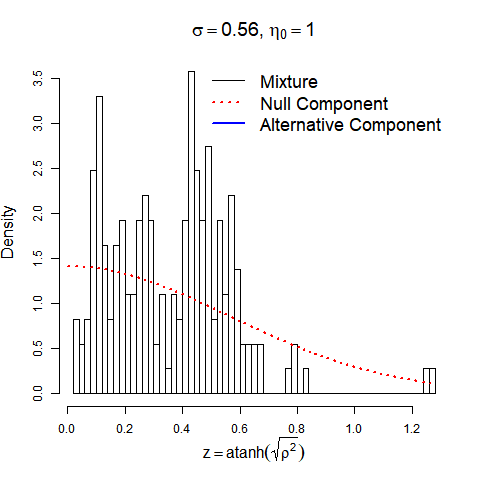 σ = 0.56, η₀ = 1
Mixture
Null Component
Alternative Component
Density
3.5
3.0
2.5
2.0
1.5
1.0
0.5
0.0
0.0 0.2 0.4 0.6 0.8 1.0 1.2
z = atanh(√ρ²)